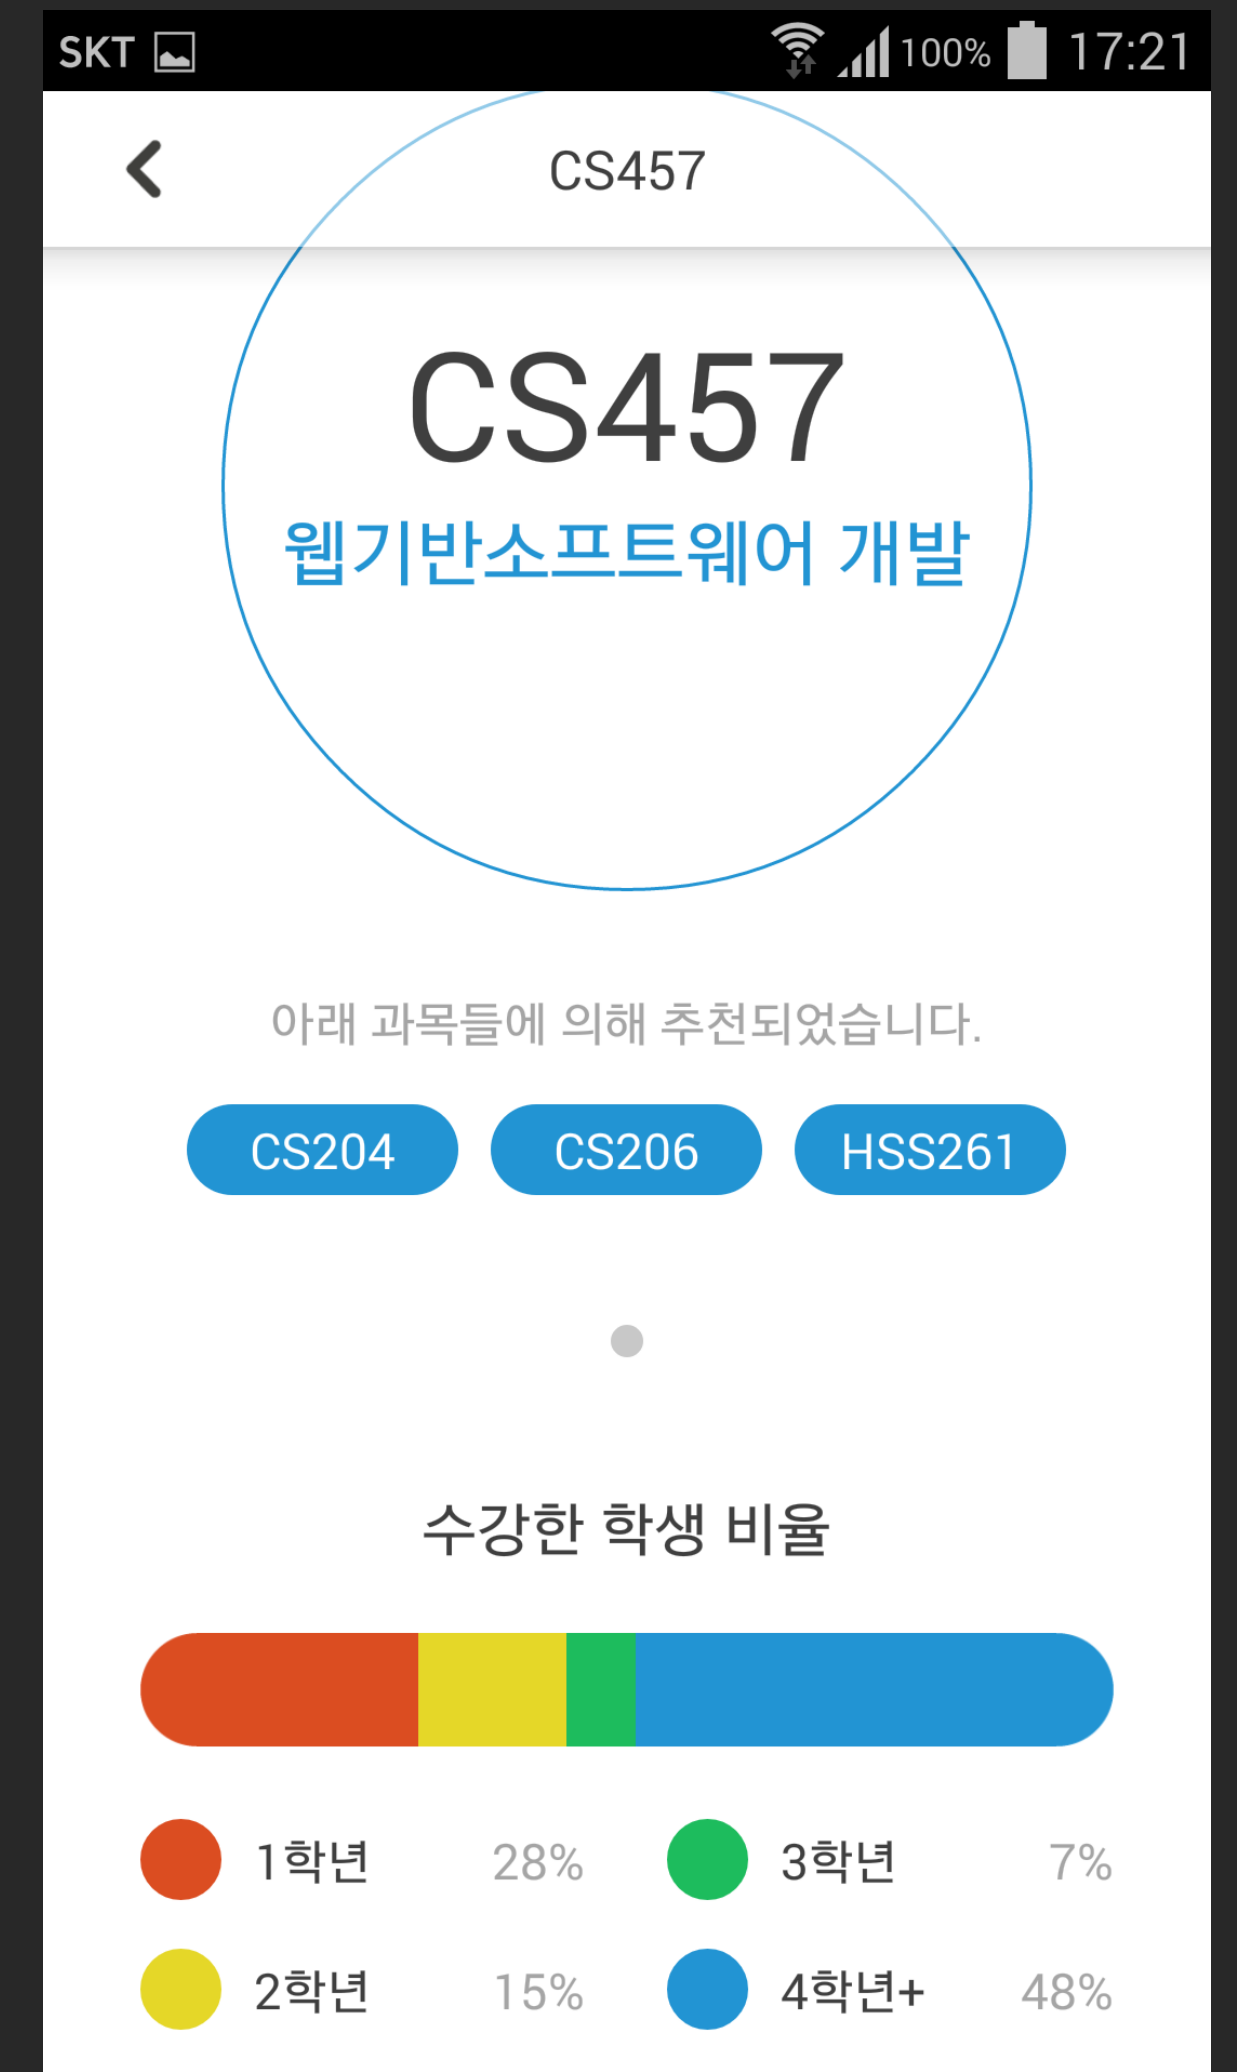 SKT 100% 17:21
CS457
CS457
웹기반소프트웨어 개발
아래 과목들에 의해 추천되었습니다.
CS204 CS206 HSS261
수강한 학생 비율
1학년 28% 3학년 7%
2학년 15% 4학년+ 48%